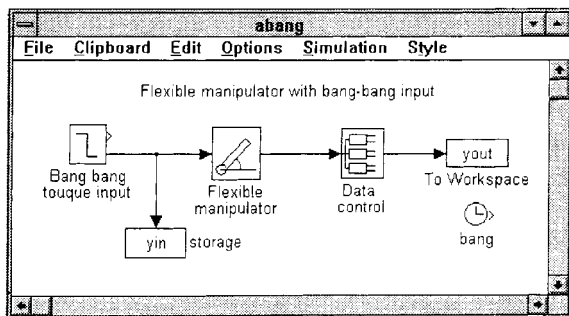 abang
File Clipboard Edit Options Simulation Style
Flexible manipulator with bang-bang input
Bang bang
touque input
Flexible
manipulator
Data
control
yout
To Workspace
yin storage
bang